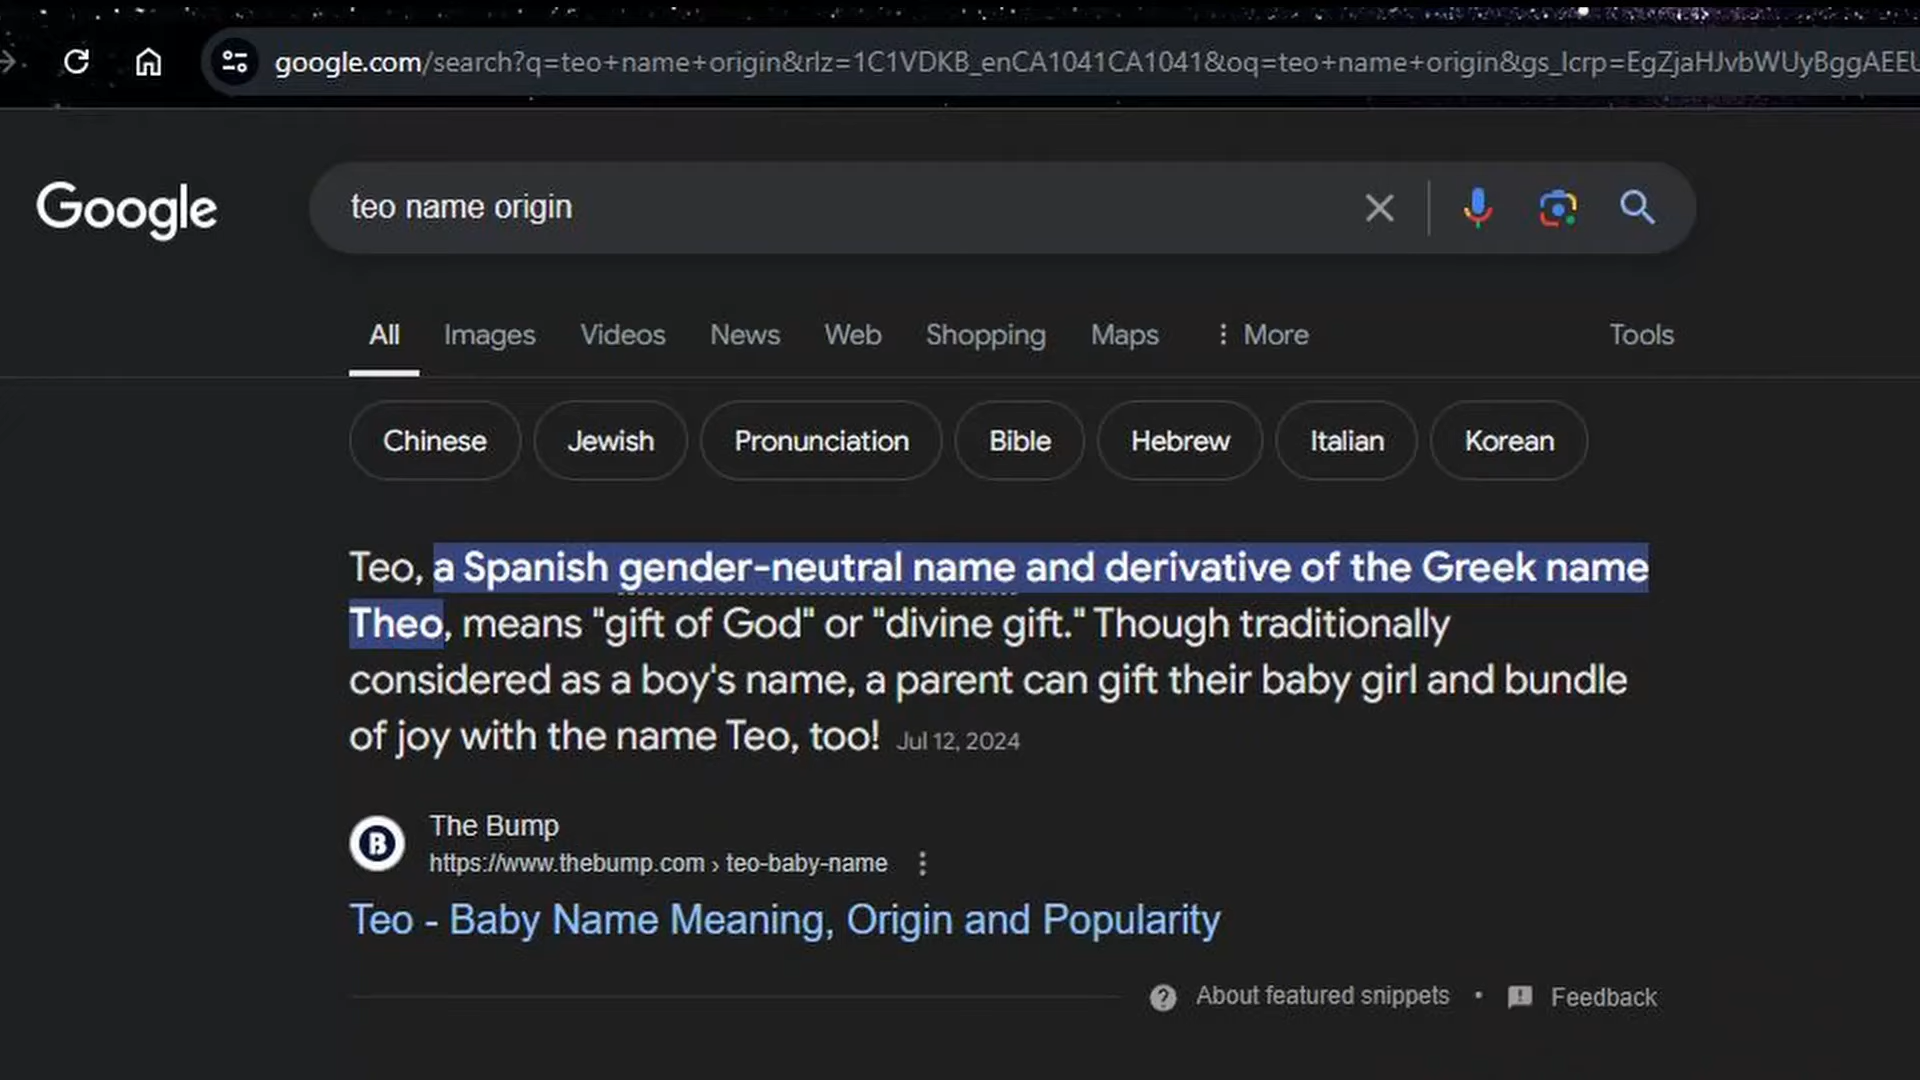 google.com/search?q=teo+name+origin&rlz=1C1VDKB_enCA1041CA1041&oq=teo+name+origin&gs_lcrp=EgZjaHJvbWUyBggAEEU
Google
teo name origin
All Images Videos News Web Shopping Maps More Tools
Chinese Jewish Pronunciation Bible Hebrew Italian Korean
Teo, a Spanish gender-neutral name and derivative of the Greek name
Theo, means "gift of God" or "divine gift." Though traditionally
considered as a boy's name, a parent can gift their baby girl and bundle
of joy with the name Teo, too! Jul 12, 2024
B
The Bump
https://www.thebump.com › teo-baby-name
Teo - Baby Name Meaning, Origin and Popularity
About featured snippets • Feedback